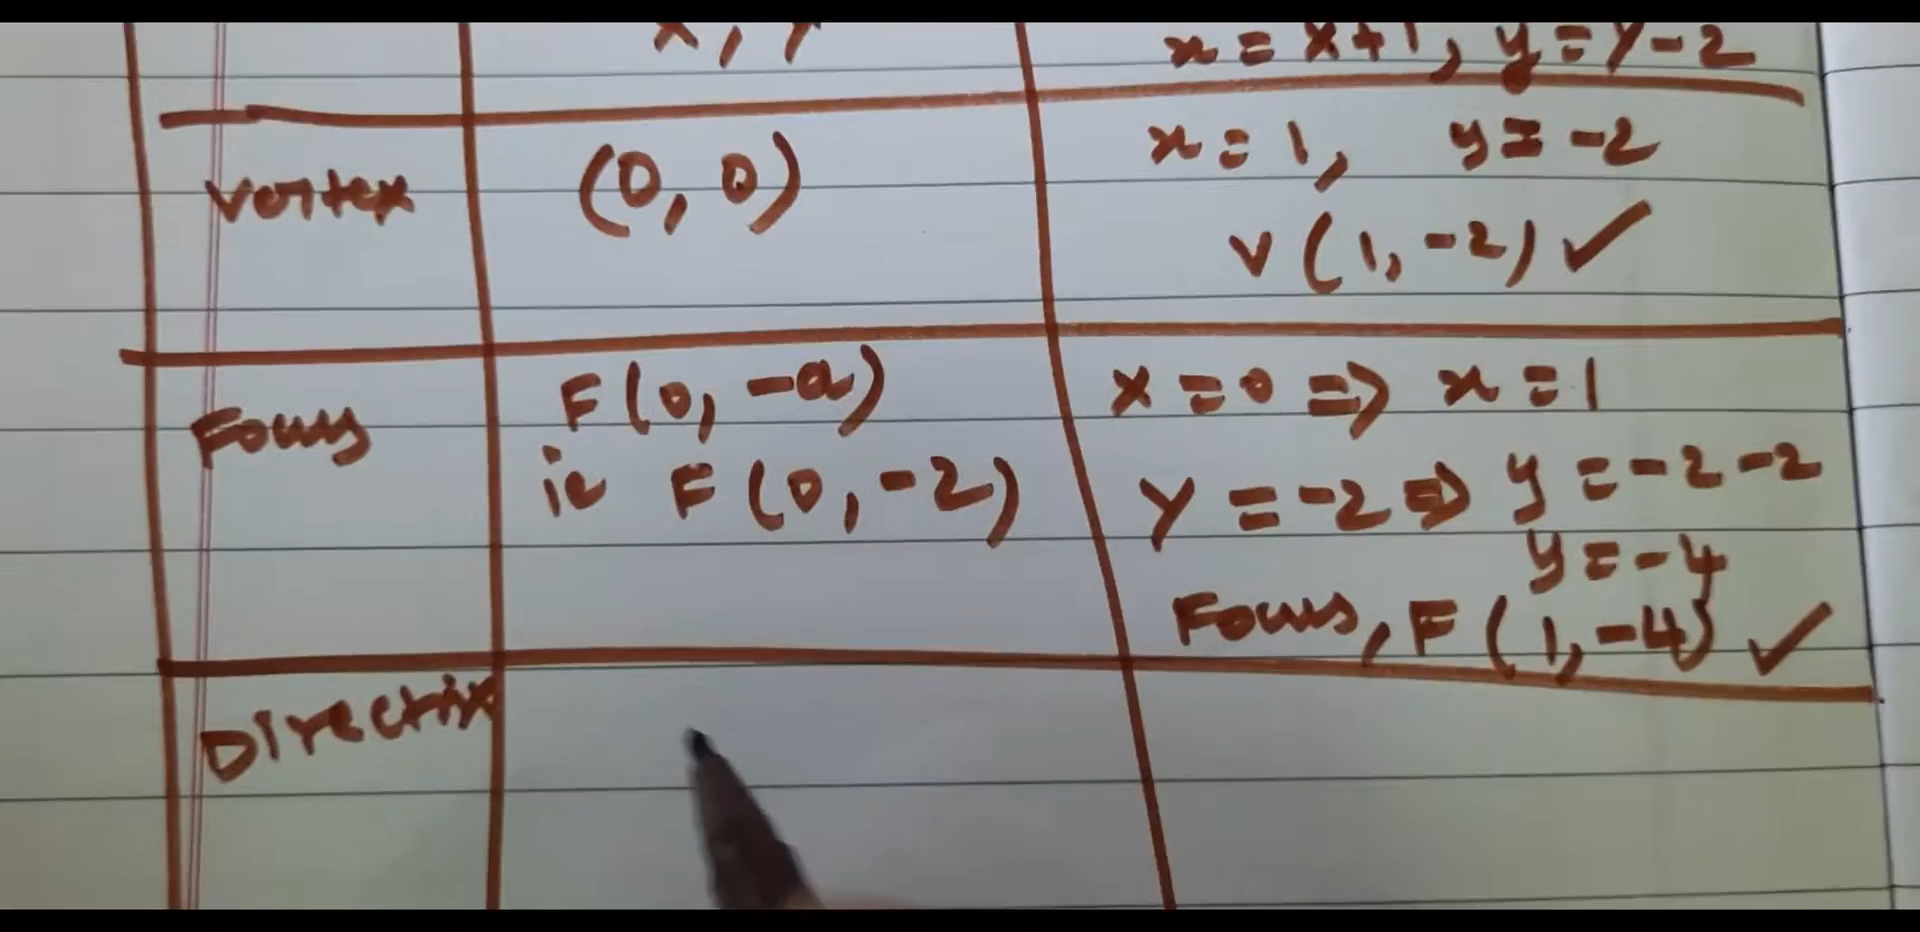 X, Y
x = X+1, y = Y-2
Vertex
(0, 0)
x = 1, y = -2
V(1, -2) ✓
Focus
F(0, -a)
ie F(0, -2)
X = 0 => x = 1
Y = -2 => y = -2 -2
y = -4
Focus, F(1, -4) ✓
Directrix